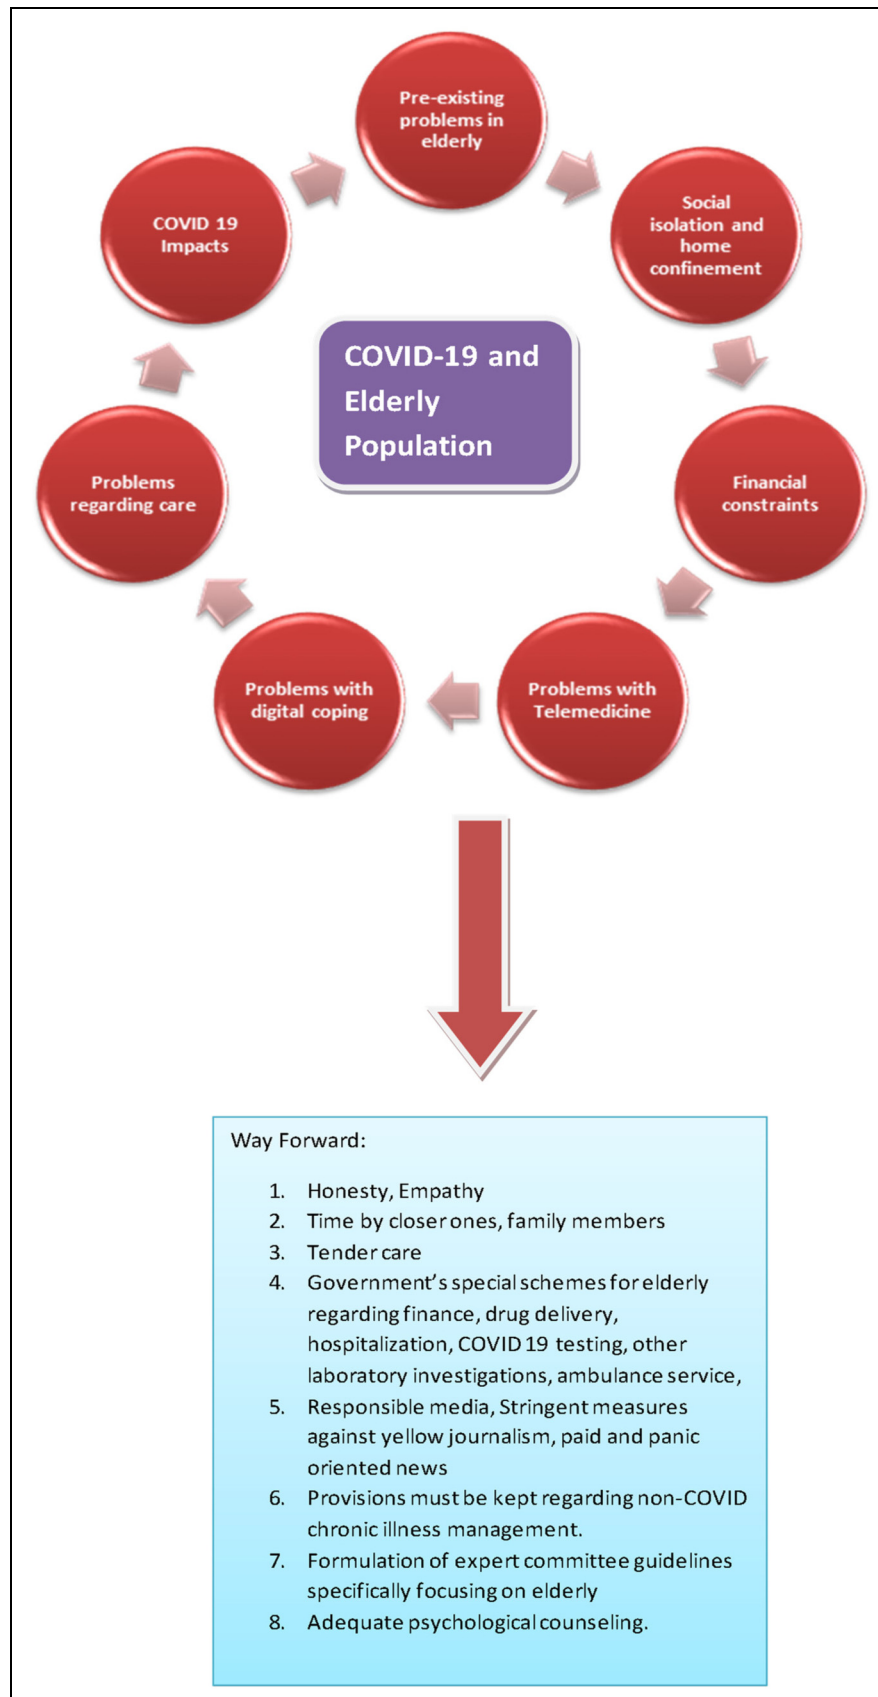 Pre-existing
problems in
elderly
Social
isolation and
home
confinement
Financial
constraints
Problems with
Telemedicine
Problems with
digital coping
Problems
regarding care
COVID 19
Impacts
COVID-19 and
Elderly
Population
Way Forward:
1. Honesty, Empathy
2. Time by closer ones, family members
3. Tender care
4. Government’s special schemes for elderly
regarding finance, drug delivery,
hospitalization, COVID 19 testing, other
laboratory investigations, ambulance service,
5. Responsible media, Stringent measures
against yellow journalism, paid and panic
oriented news
6. Provisions must be kept regarding non-COVID
chronic illness management.
7. Formulation of expert committee guidelines
specifically focusing on elderly
8. Adequate psychological counseling.